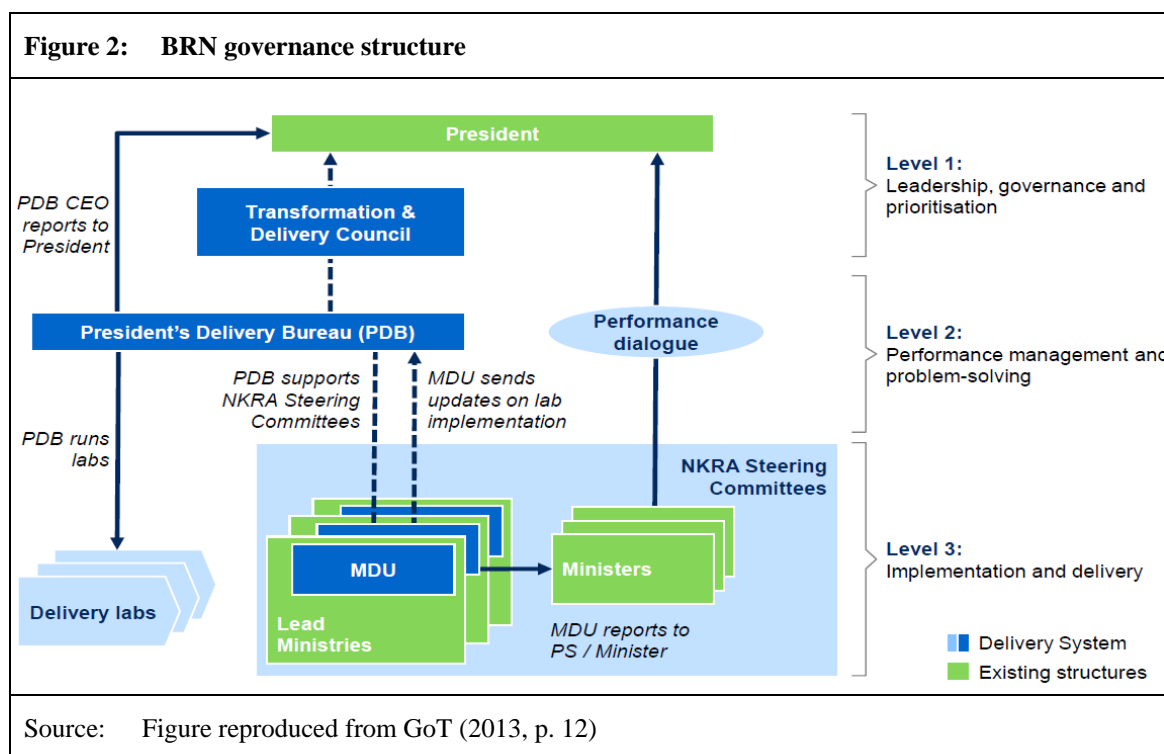 Figure 2: BRN governance structure
President
PDB CEO
reports to
President
Transformation &
Delivery Council
Level 1:
Leadership, governance and
prioritisation
President's Delivery Bureau (PDB)
Performance
dialogue
Level 2:
Performance management and
problem-solving
PDB supports
NKRA Steering
Committees
MDU sends
updates on lab
implementation
PDB runs
labs
NKRA Steering
Committees
MDU
Lead
Ministries
Ministers
MDU reports to
PS / Minister
Delivery labs
Level 3:
Implementation and delivery
Delivery System
Existing structures
Source: Figure reproduced from GoT (2013, p. 12)